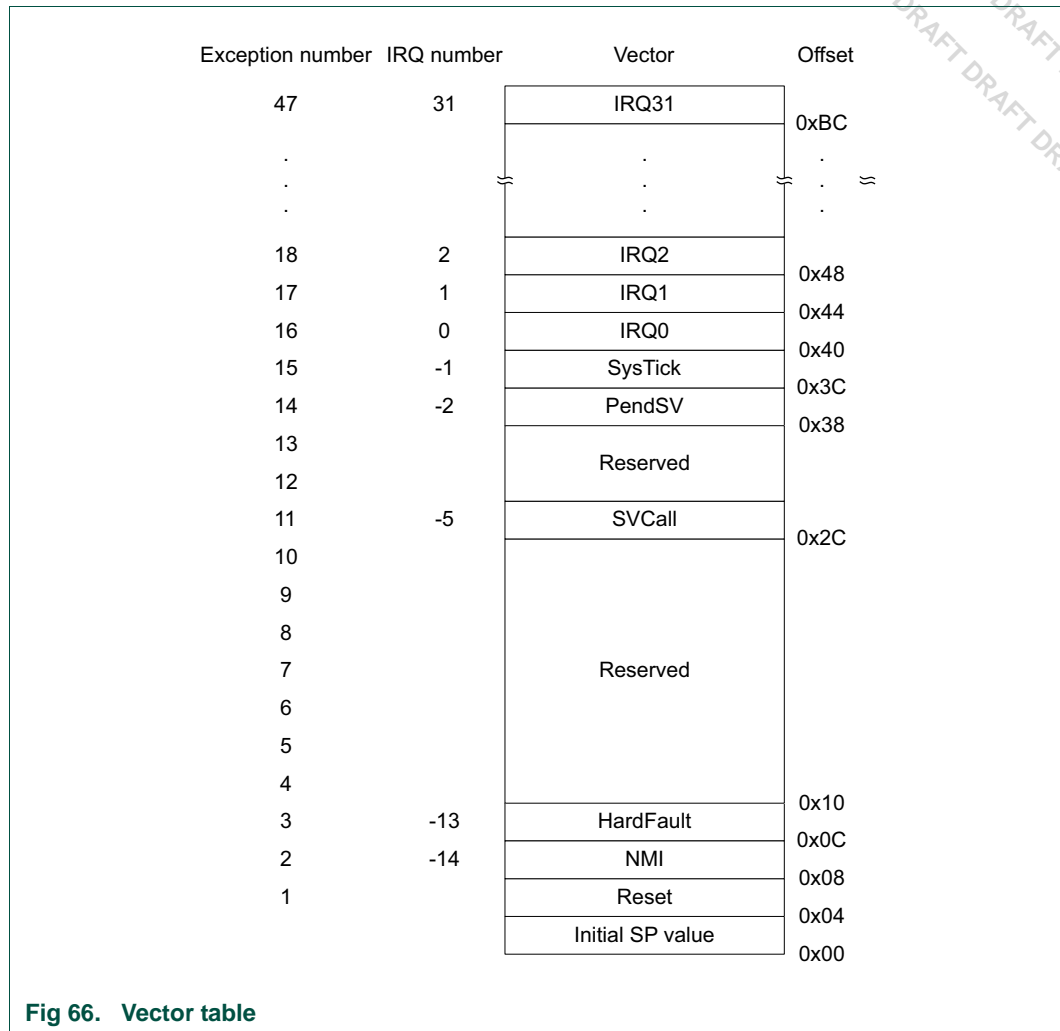 DRAFT DRAFT DR
DRAFT
Exception number IRQ number Vector Offset
47 31 IRQ31
0xBC
. . .
. . .
. . .
18 2 IRQ2
0x48
17 1 IRQ1
0x44
16 0 IRQ0
0x40
15 -1 SysTick
0x3C
14 -2 PendSV
0x38
13
Reserved
12
11 -5 SVCall
0x2C
10
9
8
7 Reserved
6
5
4
0x10
3 -13 HardFault
0x0C
2 -14 NMI
0x08
1 Reset
0x04
Initial SP value
0x00
Fig 66. Vector table